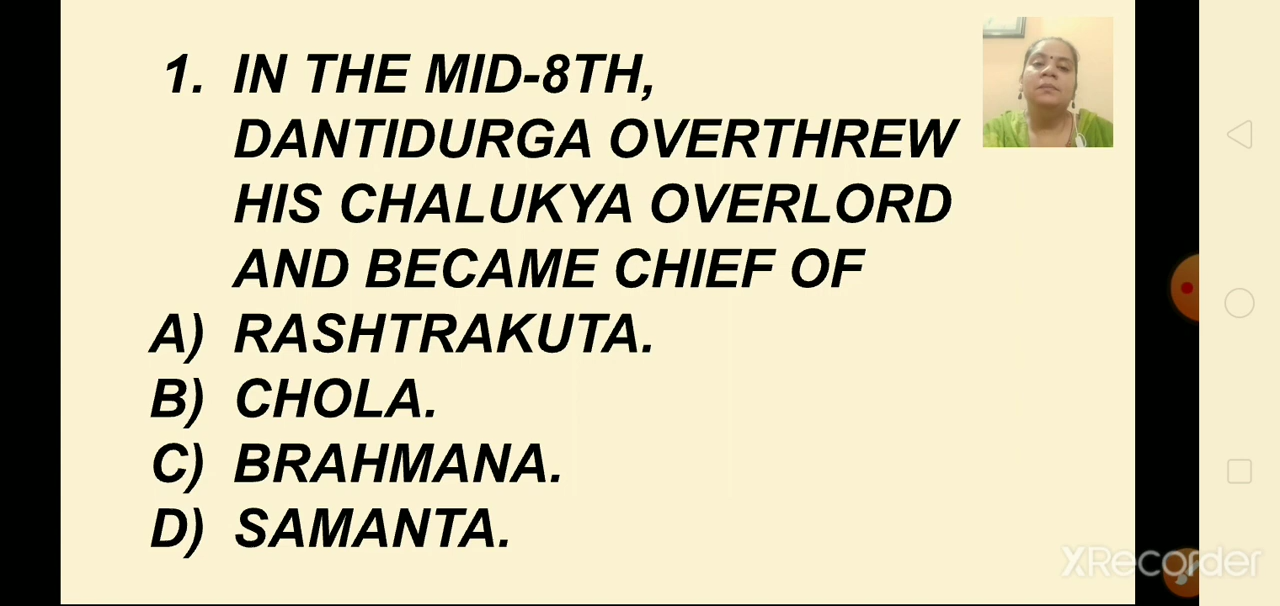 1. IN THE MID-8TH,
DANTIDURGA OVERTHREW
HIS CHALUKYA OVERLORD
AND BECAME CHIEF OF
A) RASHTRAKUTA.
B) CHOLA.
C) BRAHMANA.
D) SAMANTA.
XRecorder